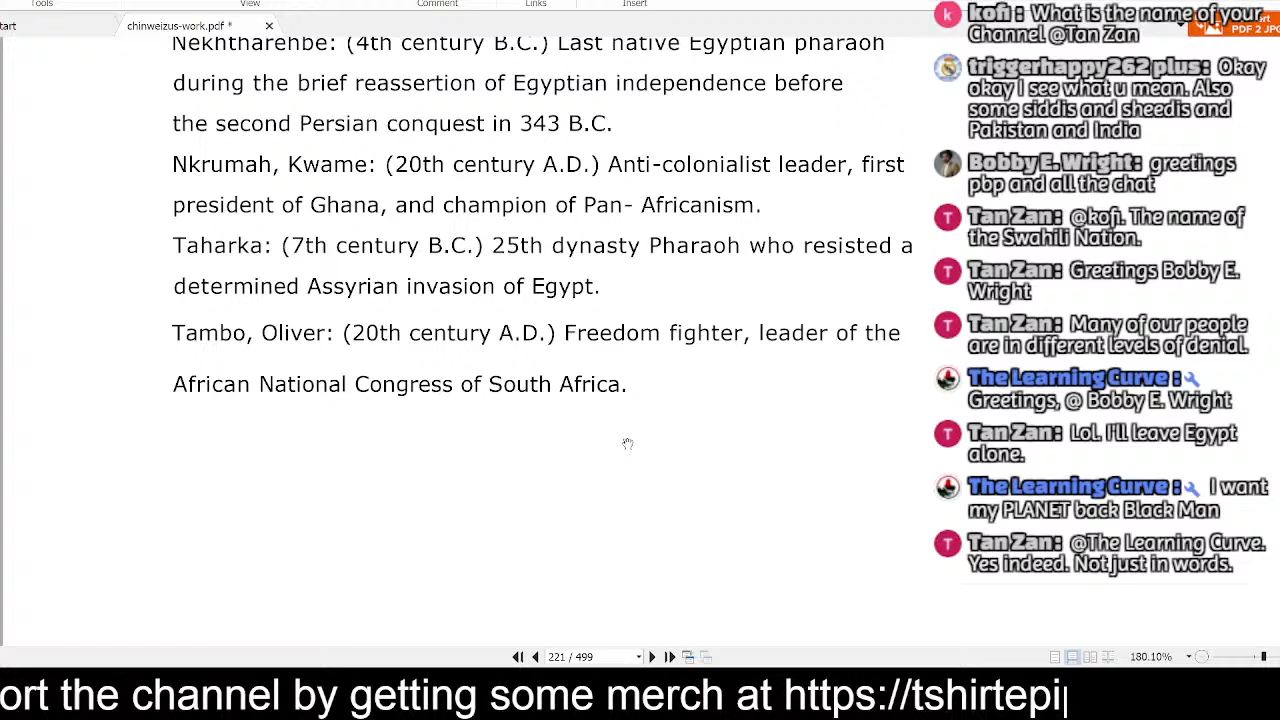 Tools View Comment Links Insert
tart chinweizus-work.pdf *
Nekhtharenbe: (4th century B.C.) Last native Egyptian pharaoh
during the brief reassertion of Egyptian independence before
the second Persian conquest in 343 B.C.
Nkrumah, Kwame: (20th century A.D.) Anti-colonialist leader, first
president of Ghana, and champion of Pan- Africanism.
Taharka: (7th century B.C.) 25th dynasty Pharaoh who resisted a
determined Assyrian invasion of Egypt.
Tambo, Oliver: (20th century A.D.) Freedom fighter, leader of the
African National Congress of South Africa.
221 / 499
180.10%
k
kofi : What is the name of your
Channel @Tan Zan
PDF 2 JPG
triggerhappy262 plus : Okay
okay I see what u mean. Also
some siddis and sheedis and
Pakistan and India
Bobby E. Wright : greetings
pbp and all the chat
T
Tan Zan : @kofi. The name of
the Swahili Nation.
T
Tan Zan : Greetings Bobby E.
Wright
T
Tan Zan : Many of our people
are in different levels of denial.
The Learning Curve :
Greetings, @ Bobby E. Wright
T
Tan Zan : Lol. I'll leave Egypt
alone.
The Learning Curve : I want
my PLANET back Black Man
T
Tan Zan : @The Learning Curve.
Yes indeed. Not just in words.
ort the channel by getting some merch at https://tshirtepi